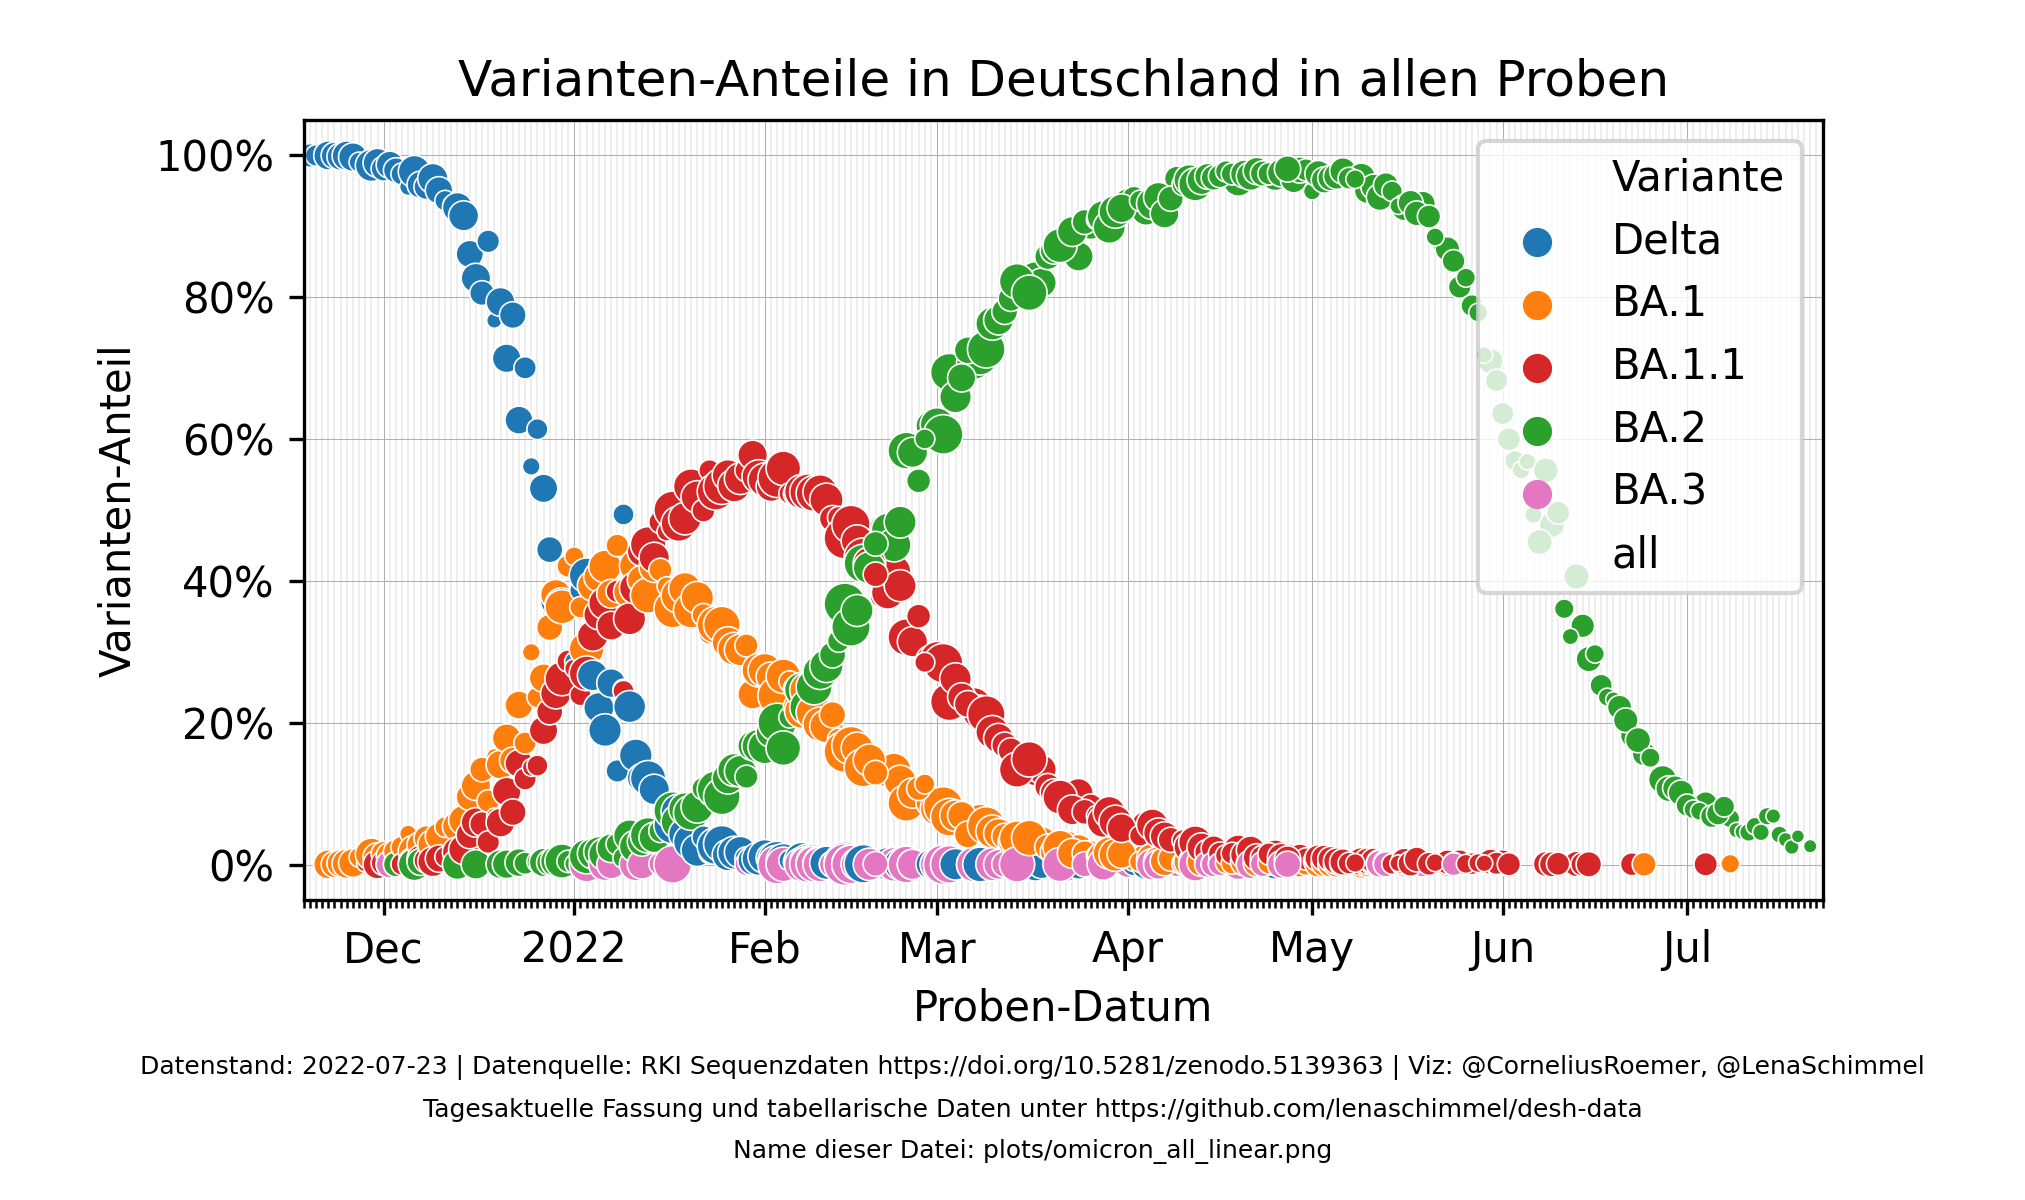 Varianten-Anteile in Deutschland in allen Proben
Varianten-Anteil
100%
80%
60%
40%
20%
0%
Variante
Delta
BA.1
BA.1.1
BA.2
BA.3
all
Dec 2022 Feb Mar Apr May Jun Jul
Proben-Datum
Datenstand: 2022-07-23 | Datenquelle: RKI Sequenzdaten https://doi.org/10.5281/zenodo.5139363 | Viz: @CorneliusRoemer, @LenaSchimmel
Tagesaktuelle Fassung und tabellarische Daten unter https://github.com/lenaschimmel/desh-data
Name dieser Datei: plots/omicron_all_linear.png